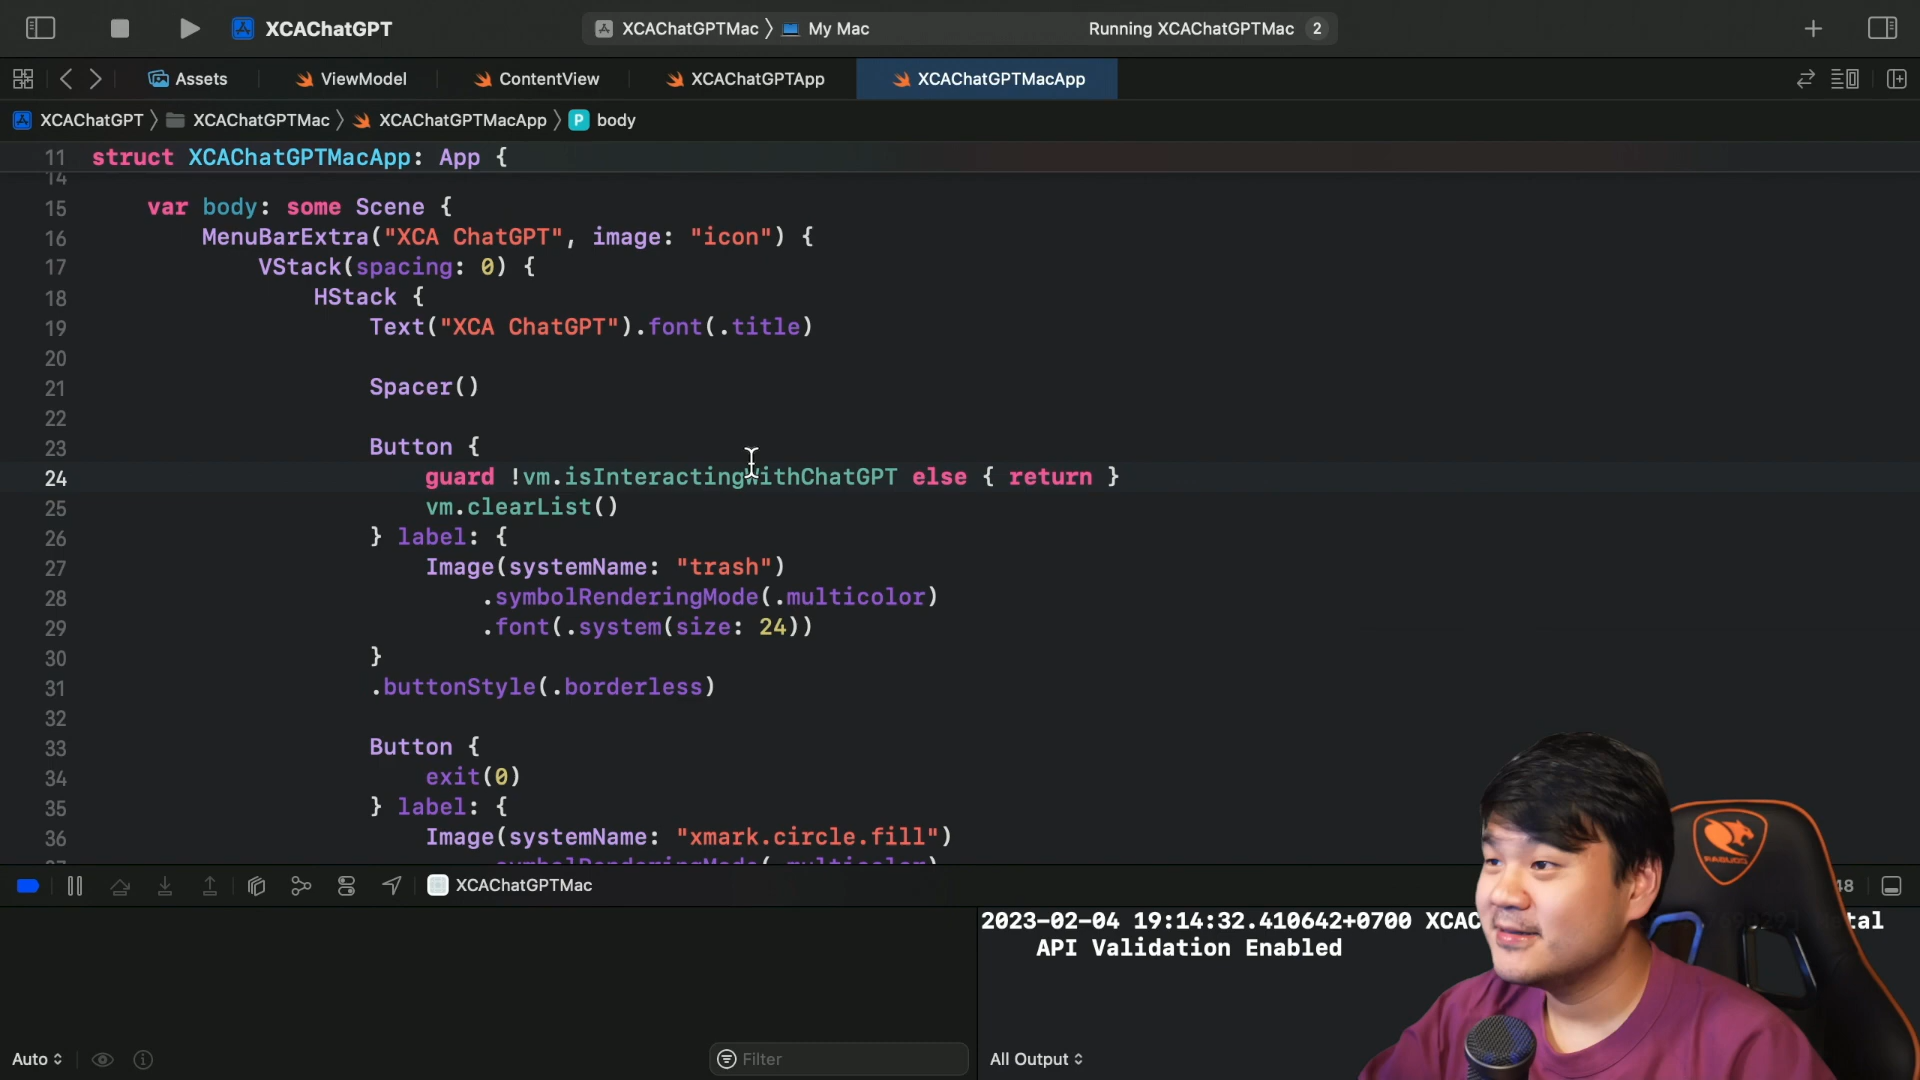 XCAChatGPT
XCAChatGPTMac 〉 My Mac
Running XCAChatGPTMac 2
Assets
ViewModel
ContentView
XCAChatGPTApp
XCAChatGPTMacApp
XCAChatGPT 〉 XCAChatGPTMac 〉 XCAChatGPTMacApp 〉 P body
11 struct XCAChatGPTMacApp: App {
14
15 var body: some Scene {
16 MenuBarExtra("XCA ChatGPT", image: "icon") {
17 VStack(spacing: 0) {
18 HStack {
19 Text("XCA ChatGPT").font(.title)
20
21 Spacer()
22
23 Button {
24 guard !vm.isInteractingWithChatGPT else { return }
25 vm.clearList()
26 } label: {
27 Image(systemName: "trash")
28 .symbolRenderingMode(.multicolor)
29 .font(.system(size: 24))
30 }
31 .buttonStyle(.borderless)
32
33 Button {
34 exit(0)
35 } label: {
36 Image(systemName: "xmark.circle.fill")
37 .symbolRenderingMode(.multicolor)
XCAChatGPTMac
48
2023-02-04 19:14:32.410642+0700 XCAC
API Validation Enabled
COUGAR
Auto
Filter
All Output